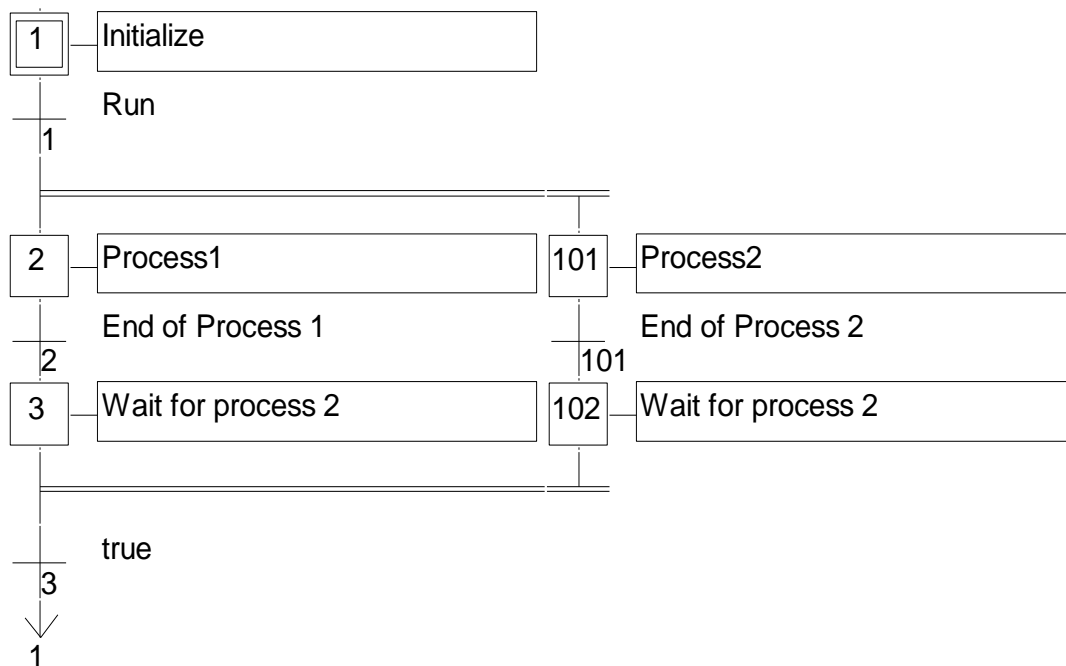 1 Initialize
Run
1
2 Process1 101 Process2
End of Process 1 End of Process 2
2 101
3 Wait for process 2 102 Wait for process 2
true
3
1